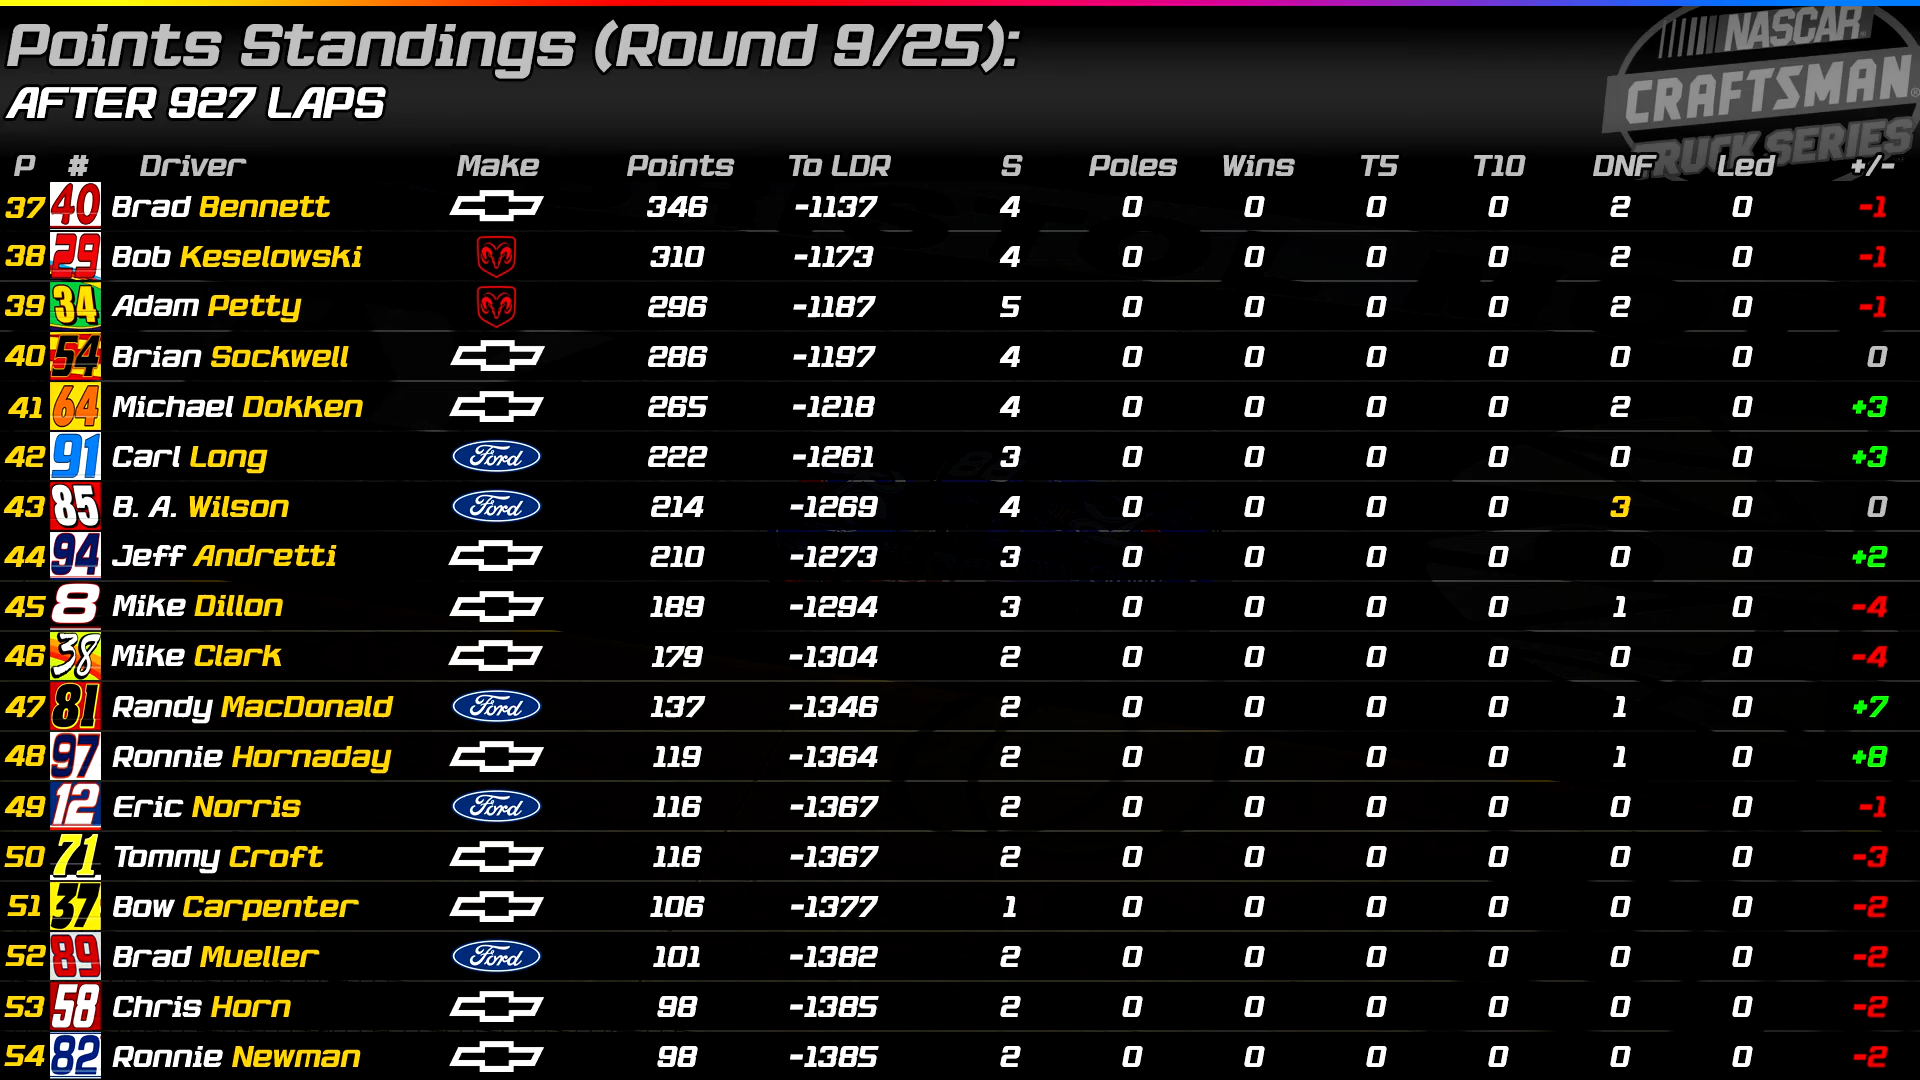 Points Standings (Round 9/25):
AFTER 927 LAPS
NASCAR
CRAFTSMAN
TRUCK SERIES
P # Driver Make Points To LDR S Poles Wins T5 T10 DNF Led +/-
37 40 Brad Bennett 346 -1137 4 0 0 0 0 2 0 -1
38 29 Bob Keselowski 310 -1173 4 0 0 0 0 2 0 -1
39 34 Adam Petty 296 -1187 5 0 0 0 0 2 0 -1
40 54 Brian Sockwell 286 -1197 4 0 0 0 0 0 0 0
41 64 Michael Dokken 265 -1218 4 0 0 0 0 2 0 +3
42 91 Carl Long Ford 222 -1261 3 0 0 0 0 0 0 +3
43 85 B. A. Wilson Ford 214 -1269 4 0 0 0 0 3 0 0
44 94 Jeff Andretti 210 -1273 3 0 0 0 0 0 0 +2
45 8 Mike Dillon 189 -1294 3 0 0 0 0 1 0 -4
46 38 Mike Clark 179 -1304 2 0 0 0 0 0 0 -4
47 81 Randy MacDonald Ford 137 -1346 2 0 0 0 0 1 0 +7
48 97 Ronnie Hornaday 119 -1364 2 0 0 0 0 1 0 +8
49 12 Eric Norris Ford 116 -1367 2 0 0 0 0 0 0 -1
50 71 Tommy Croft 116 -1367 2 0 0 0 0 0 0 -3
51 37 Bow Carpenter 106 -1377 1 0 0 0 0 0 0 -2
52 89 Brad Mueller Ford 101 -1382 2 0 0 0 0 0 0 -2
53 58 Chris Horn 98 -1385 2 0 0 0 0 0 0 -2
54 82 Ronnie Newman 98 -1385 2 0 0 0 0 0 0 -2